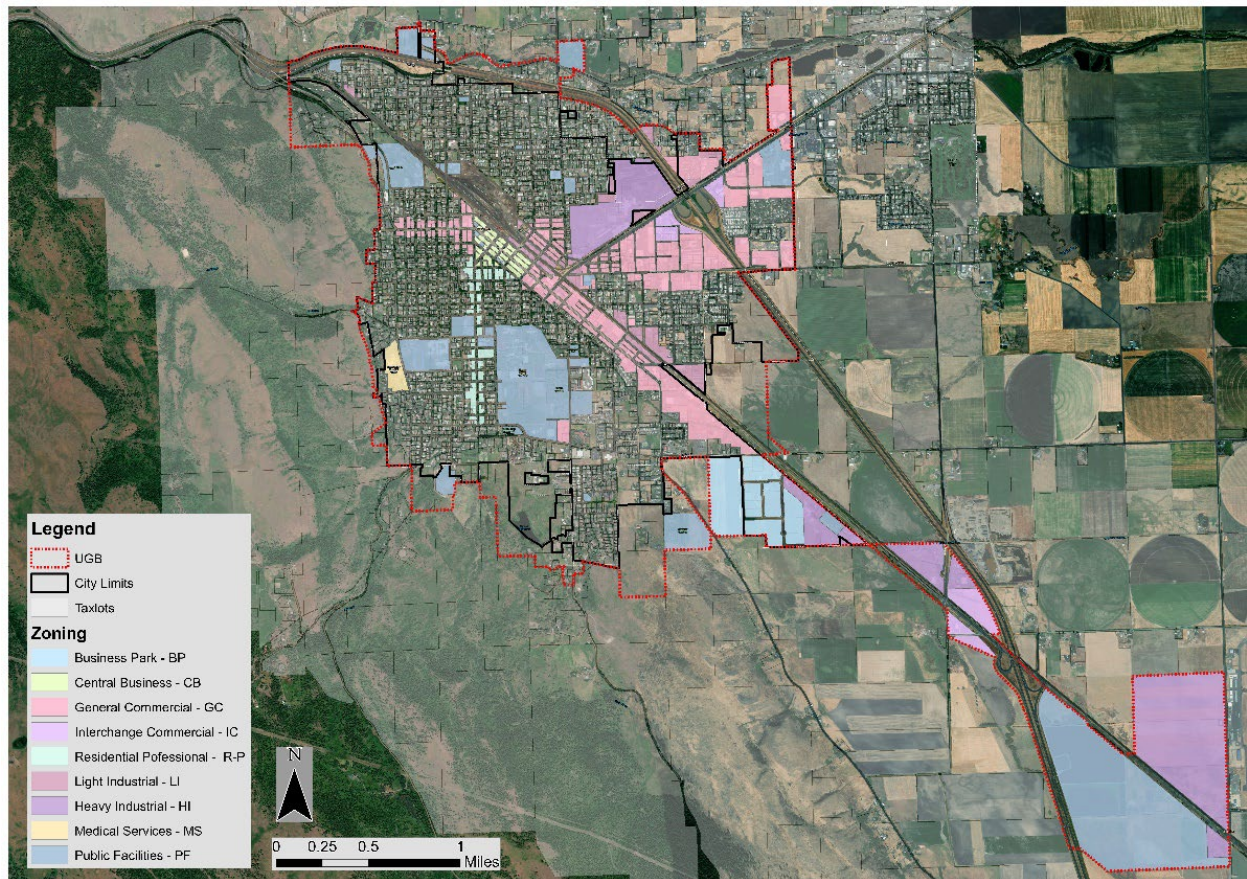 Legend
UGB
City Limits
Taxlots
Zoning
Business Park - BP
Central Business - CB
General Commercial - GC
Interchange Commercial - IC
Residential Pofessional - R-P
Light Industrial - LI
Heavy Industrial - HI
Medical Services - MS
Public Facilities - PF
N
0 0.25 0.5 1
Miles